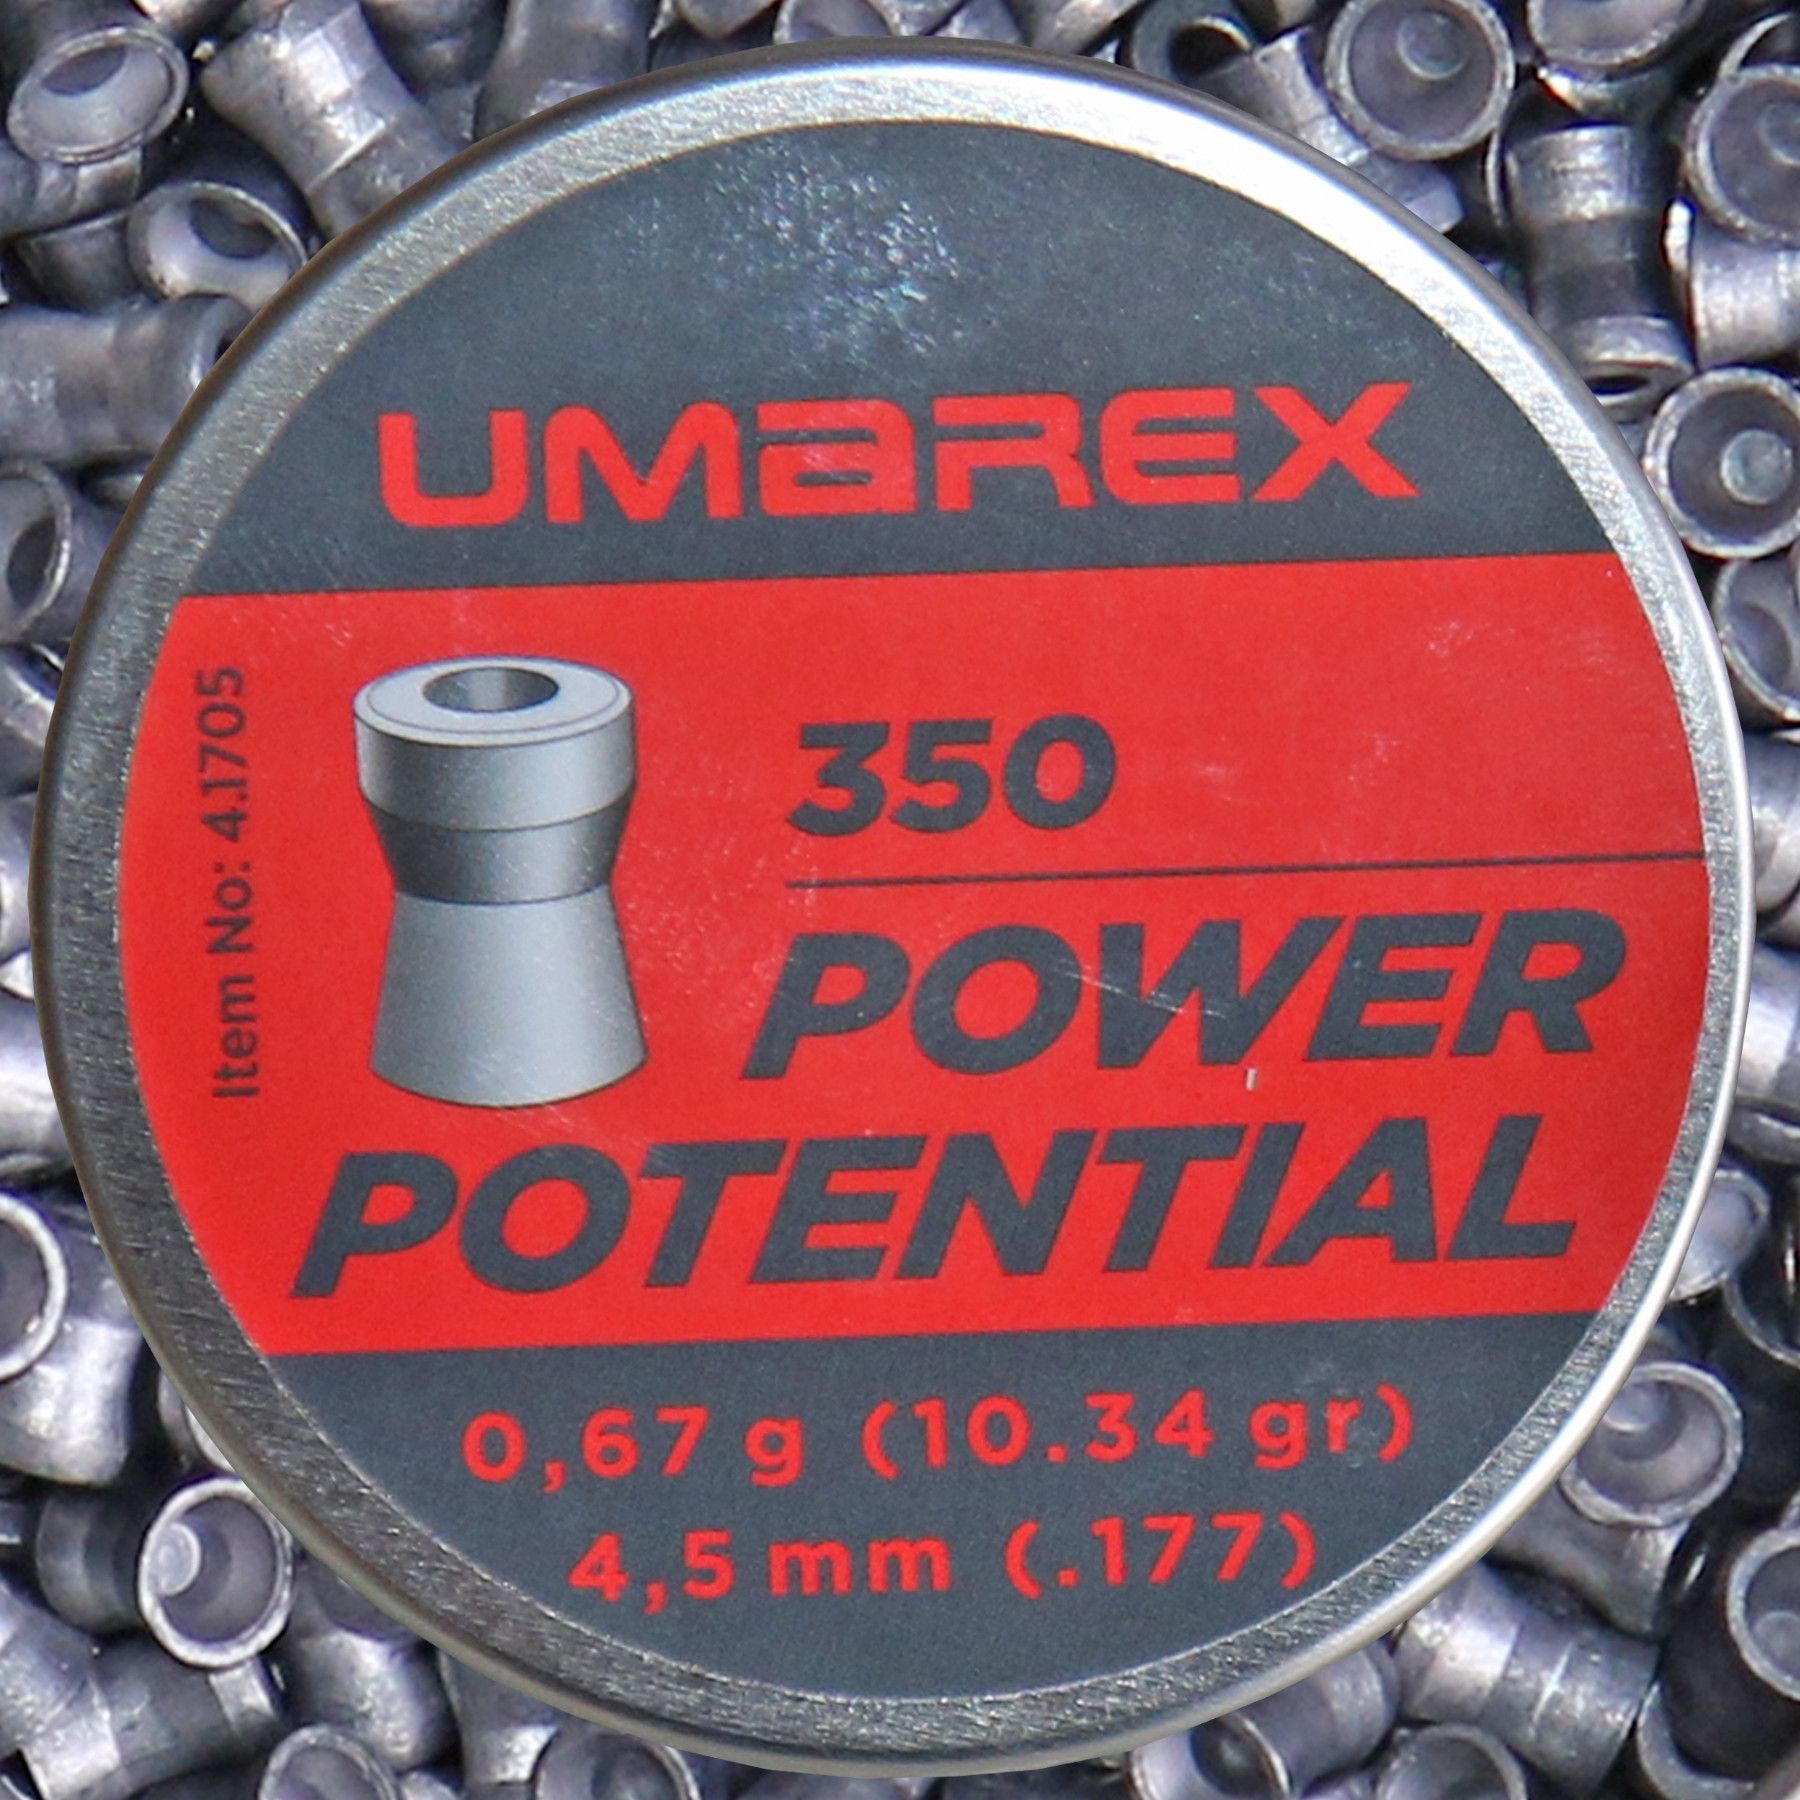 UMAREX
Item No: 4.1705
350
POWER
POTENTIAL
0,67 g (10.34 gr)
4,5 mm (.177)